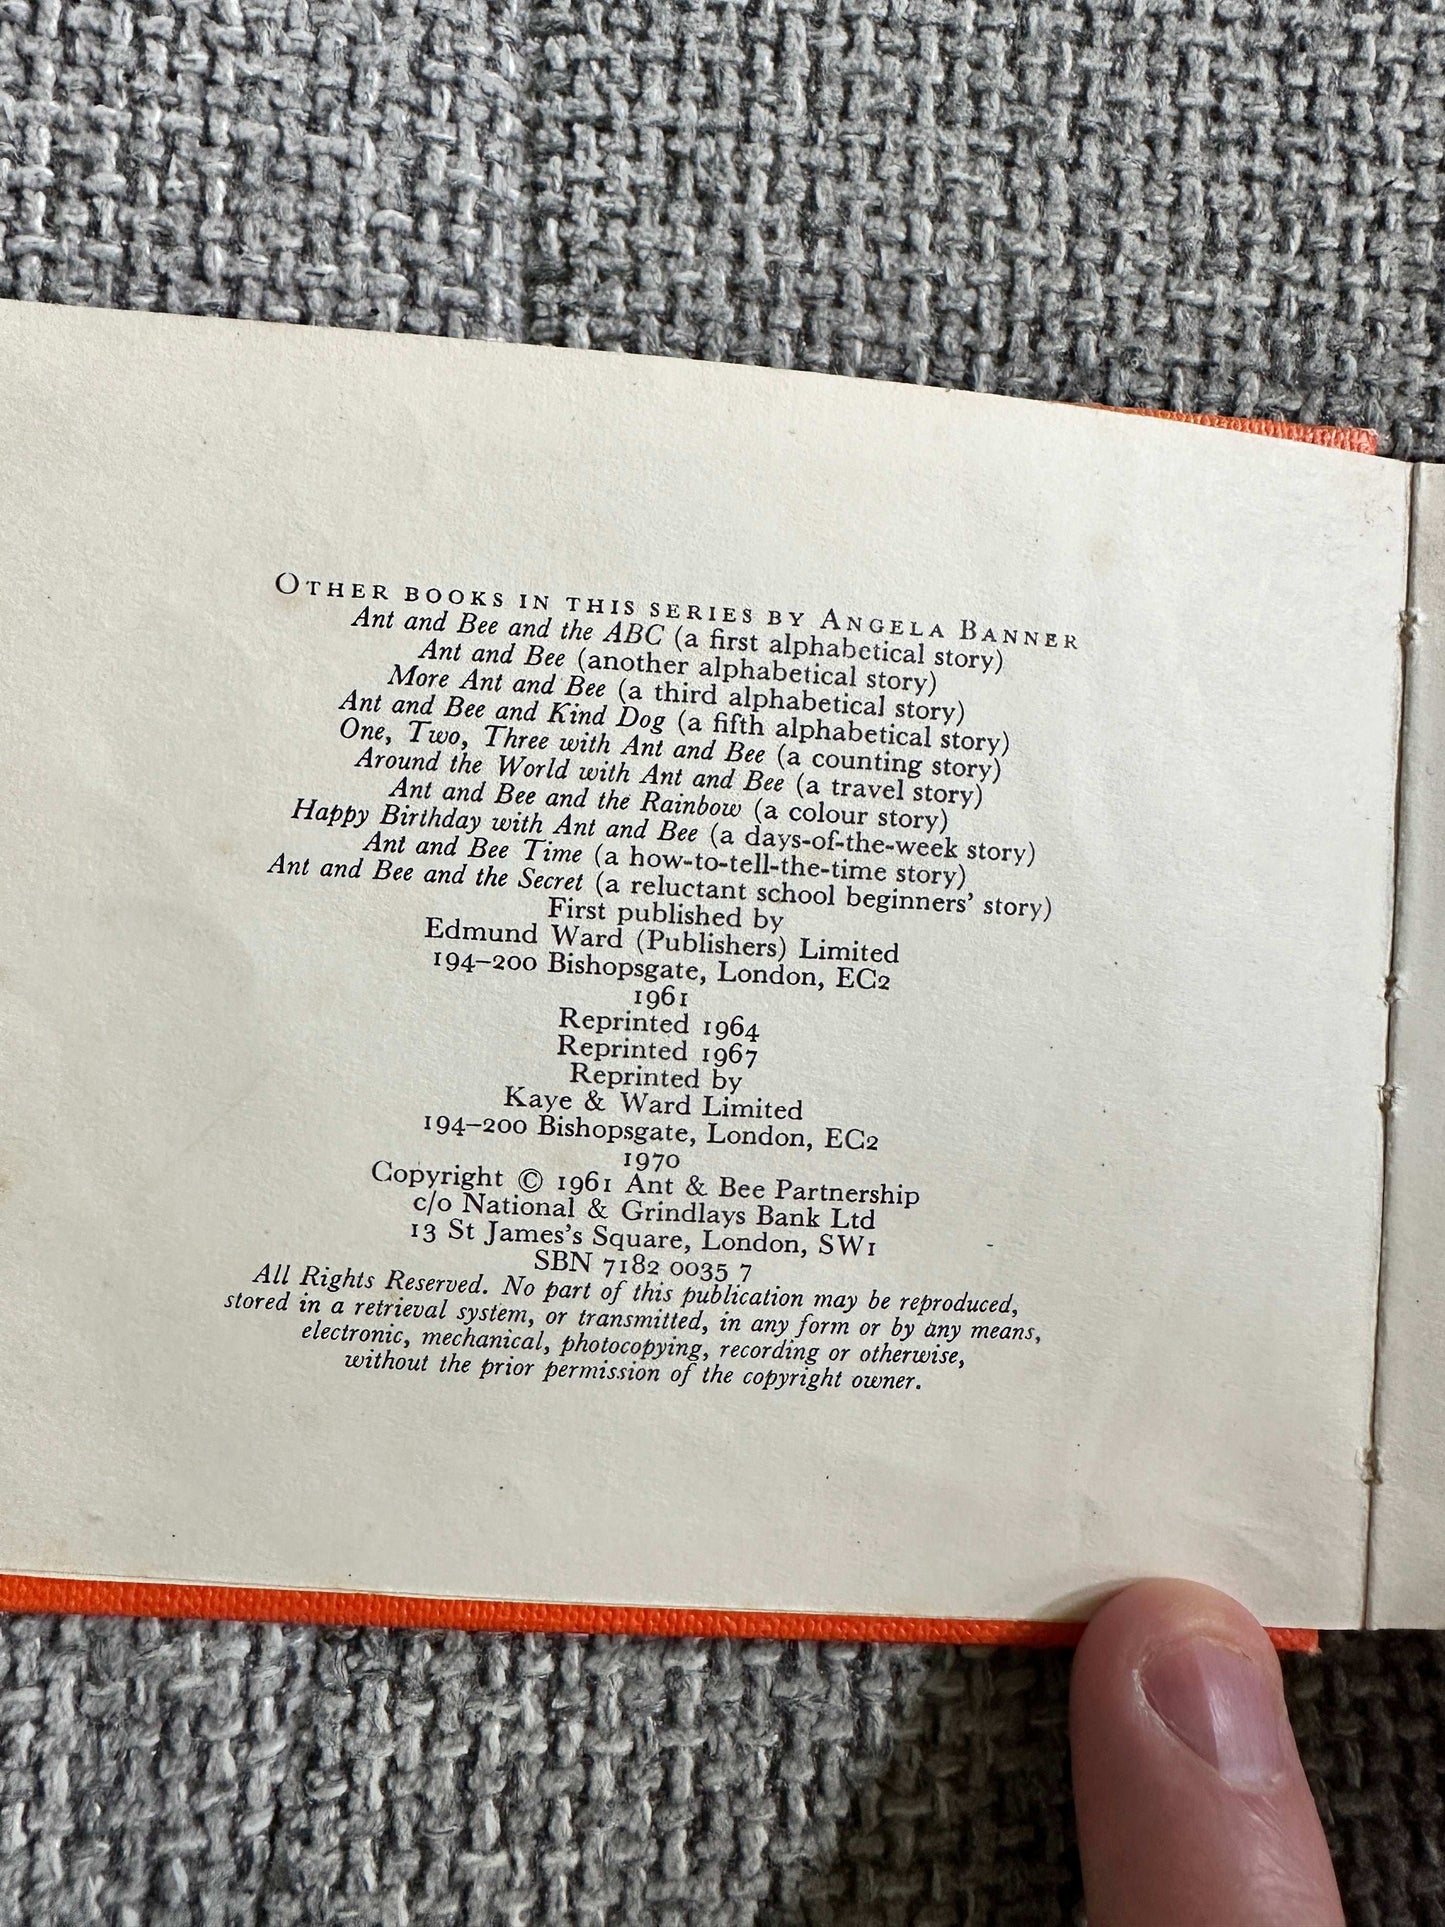 OTHER BOOKS IN THIS SERIES BY ANGELA BANNER
Ant and Bee and the ABC (a first alphabetical story)
Ant and Bee (another alphabetical story)
More Ant and Bee (a third alphabetical story)
Ant and Bee and Kind Dog (a fifth alphabetical story)
One, Two, Three with Ant and Bee (a counting story)
Around the World with Ant and Bee (a travel story)
Ant and Bee and the Rainbow (a colour story)
Happy Birthday with Ant and Bee (a days-of-the-week story)
Ant and Bee Time (a how-to-tell-the-time story)
Ant and Bee and the Secret (a reluctant school beginners' story)
First published by
Edmund Ward (Publishers) Limited
194–200 Bishopsgate, London, EC2
1961
Reprinted 1964
Reprinted 1967
Reprinted by
Kaye & Ward Limited
194–200 Bishopsgate, London, EC2
1970
Copyright © 1961 Ant & Bee Partnership
c/o National & Grindlays Bank Ltd
13 St James's Square, London, SW1
SBN 7182 0035 7
All Rights Reserved. No part of this publication may be reproduced,
stored in a retrieval system, or transmitted, in any form or by any means,
electronic, mechanical, photocopying, recording or otherwise,
without the prior permission of the copyright owner.